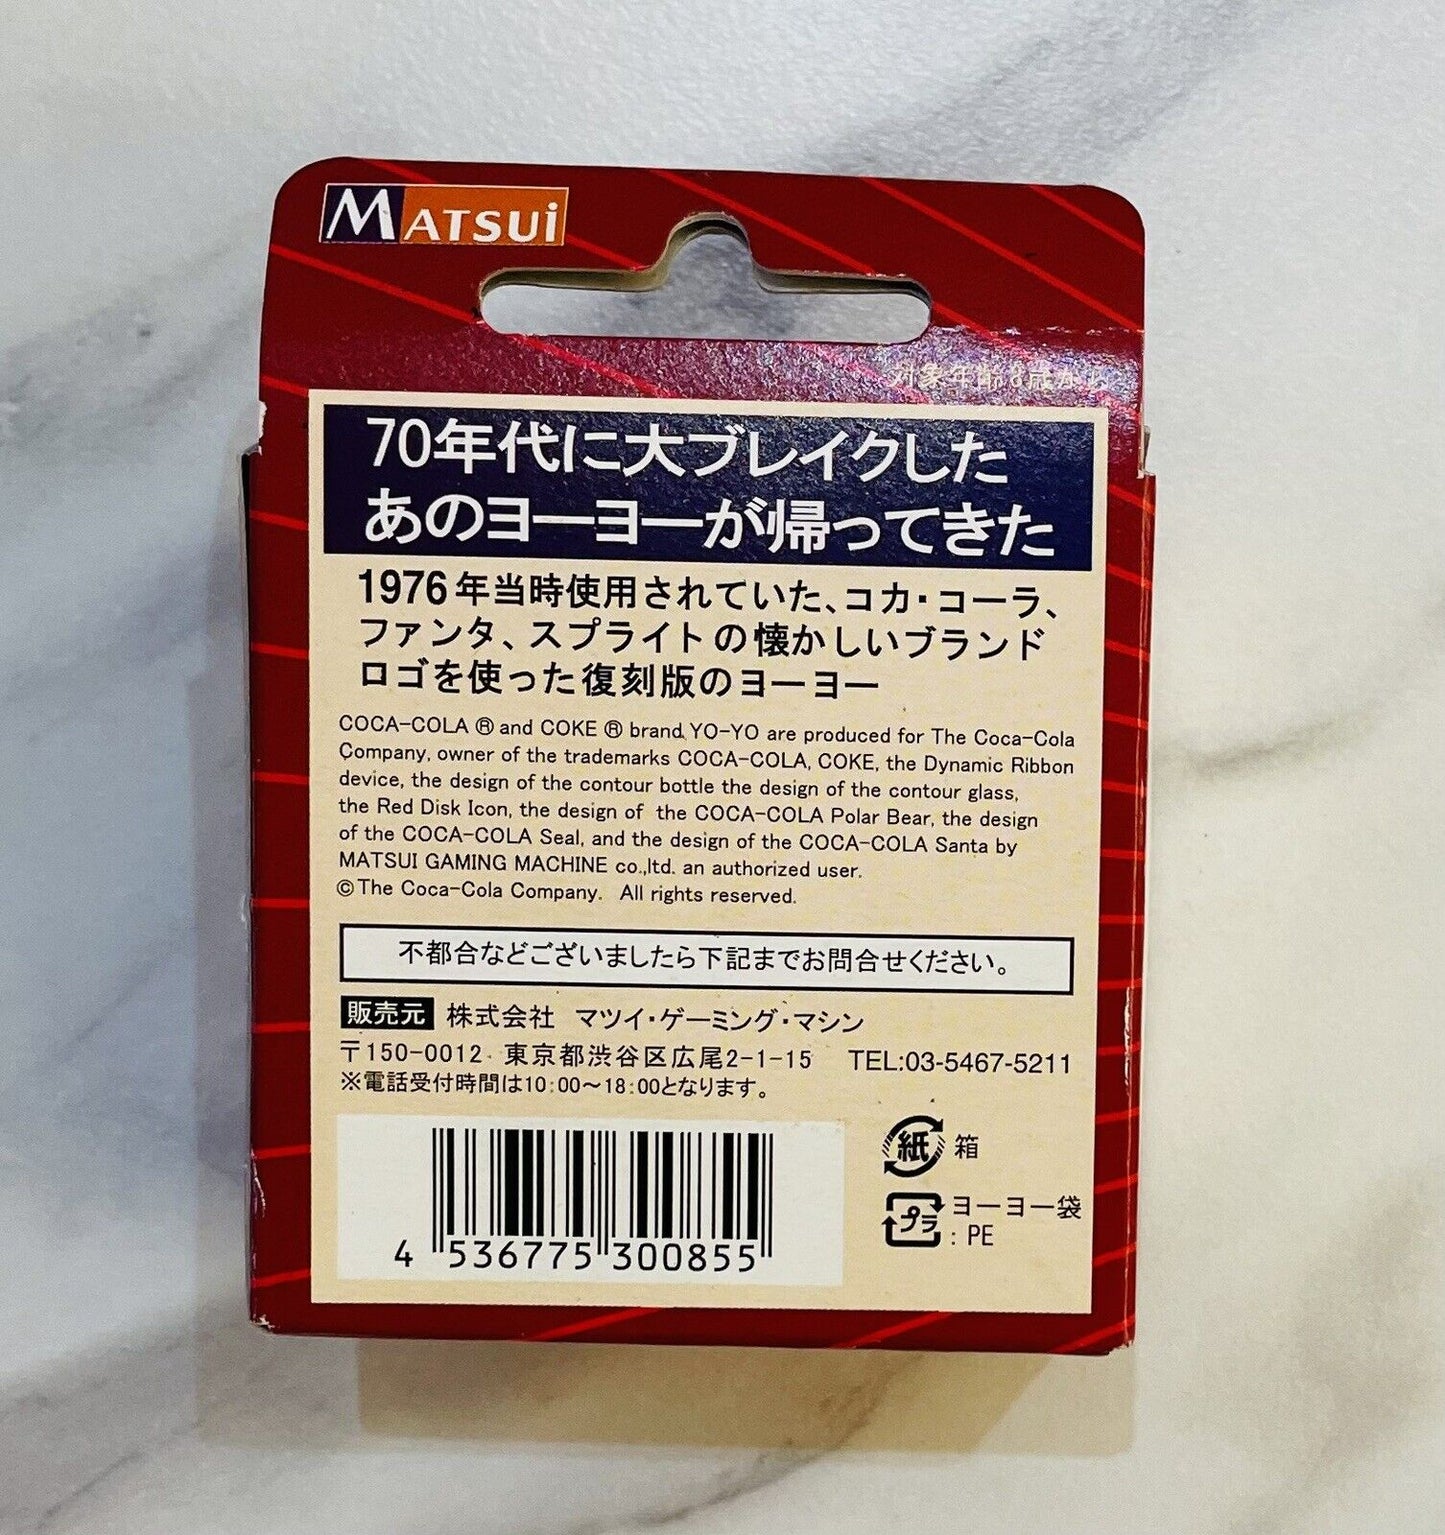 MATSUi
対象年齢 8歳から
70年代に大ブレイクした
あのヨーヨーが帰ってきた
1976年当時使用されていた、コカ・コーラ、
ファンタ、スプライトの懐かしいブランド
ロゴを使った復刻版のヨーヨー
COCA-COLA ® and COKE ® brand YO-YO are produced for The Coca-Cola
Company, owner of the trademarks COCA-COLA, COKE, the Dynamic Ribbon
device, the design of the contour bottle the design of the contour glass,
the Red Disk Icon, the design of the COCA-COLA Polar Bear, the design
of the COCA-COLA Seal, and the design of the COCA-COLA Santa by
MATSUI GAMING MACHINE co.,ltd. an authorized user.
©The Coca-Cola Company. All rights reserved.
不都合などございましたら下記までお問合せください。
販売元 株式会社 マツイ・ゲーミング・マシン
〒150-0012 東京都渋谷区広尾2-1-15 TEL:03-5467-5211
※電話受付時間は10:00〜18:00となります。
紙 箱
プラ ヨーヨー袋
: PE
4 536775 300855